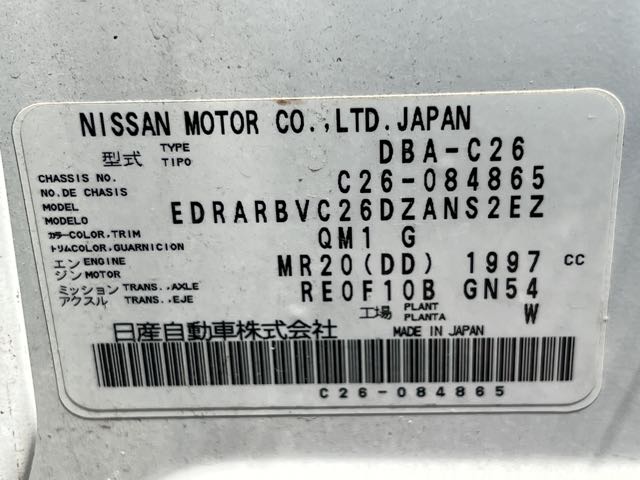 NISSAN MOTOR CO.,LTD.JAPAN
型式 TYPE TIPO DBA-C26
CHASSIS NO. NO.DE CHASIS C26-084865
MODEL MODELO EDRARBVC26DZANS2EZ
カラーCOLOR,TRIM トリムCOLOR,GUARNICION QM1 G
エンジン ENGINE MOTOR MR20(DD) 1997 CC
ミッション TRANS.,AXLE アクスル TRANS.,EJE RE0F10B GN54
工場 PLANT PLANTA W
日産自動車株式会社 MADE IN JAPAN
C26-084865